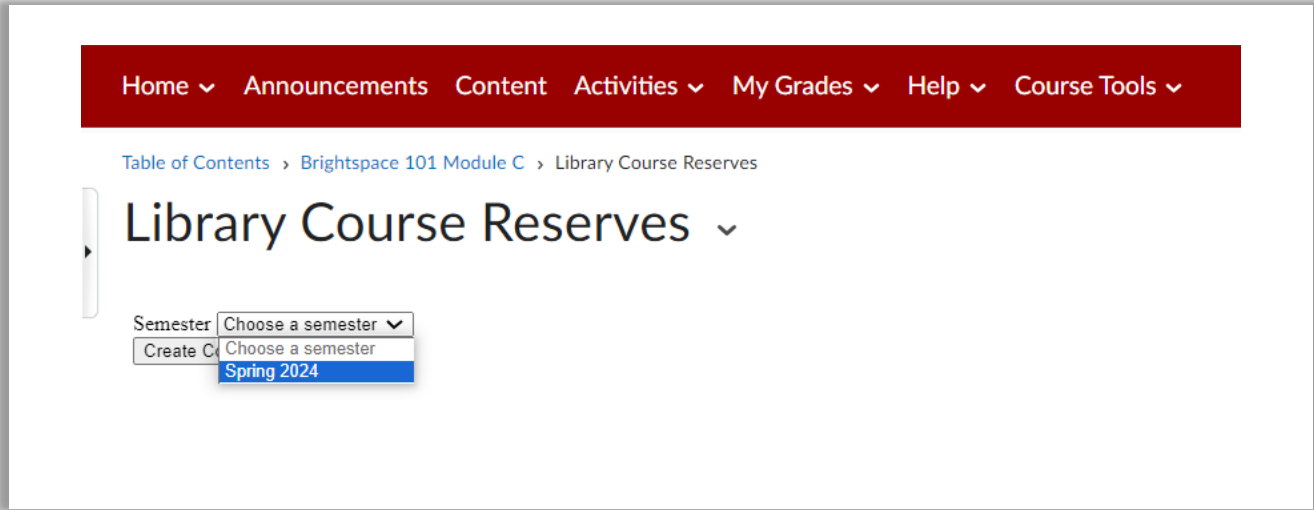 Home Announcements Content Activities My Grades Help Course Tools
Table of Contents › Brightspace 101 Module C › Library Course Reserves
Library Course Reserves
Semester Choose a semester
Create
Choose a semester
Spring 2024